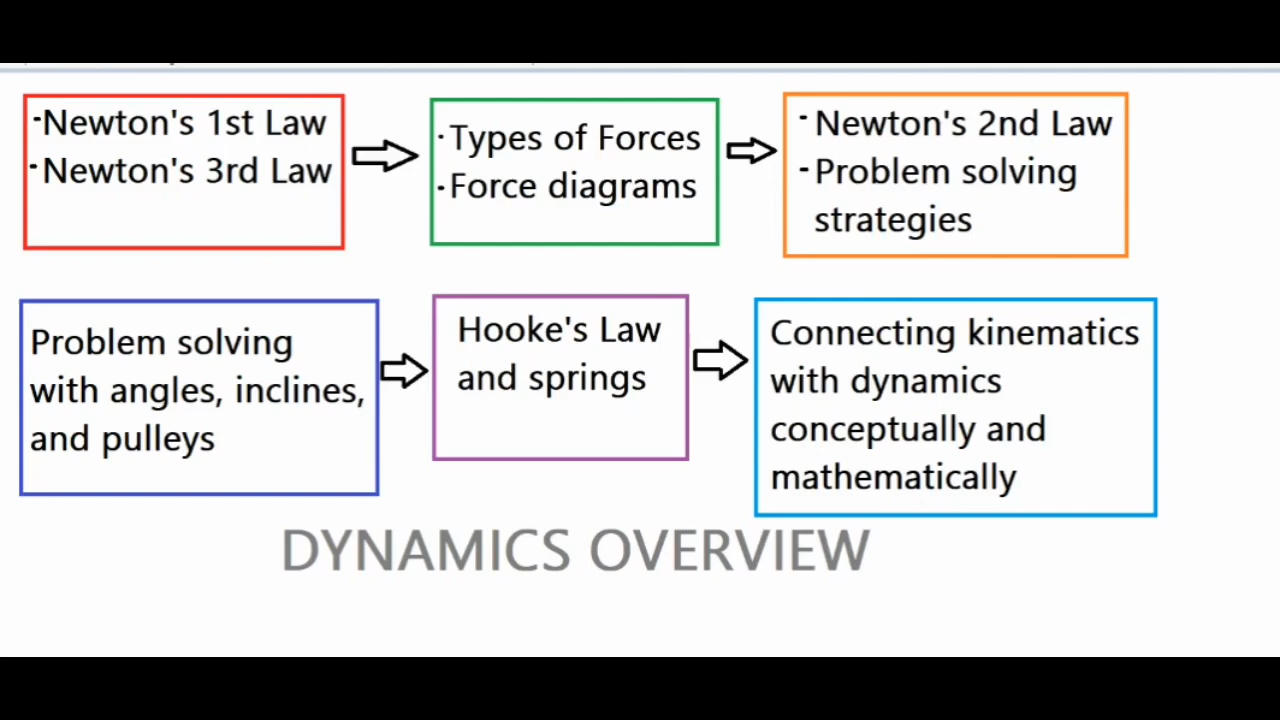 ·Newton's 1st Law
·Newton's 3rd Law
·Types of Forces
·Force diagrams
·Newton's 2nd Law
·Problem solving
strategies
Problem solving
with angles, inclines,
and pulleys
Hooke's Law
and springs
Connecting kinematics
with dynamics
conceptually and
mathematically
DYNAMICS OVERVIEW